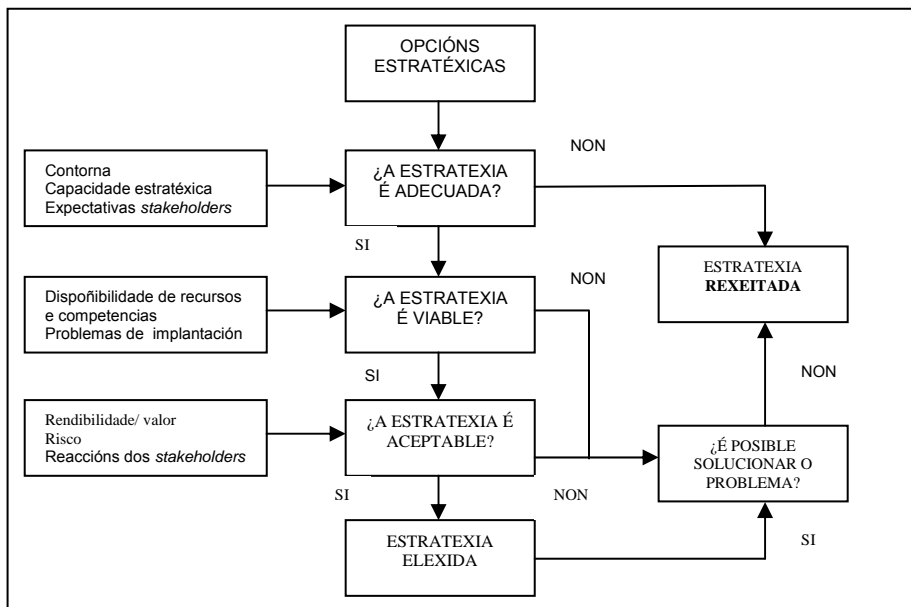 OPCIÓNS
ESTRATÉXICAS
NON
Contorna
Capacidade estratéxica
Expectativas stakeholders
¿A ESTRATEXIA
É ADECUADA?
SI
ESTRATEXIA
REXEITADA
Dispoñibilidade de recursos
e competencias
Problemas de implantación
¿A ESTRATEXIA
É VIABLE?
NON
SI
NON
Rendibilidade/ valor
Risco
Reaccións dos stakeholders
¿A ESTRATEXIA É
ACEPTABLE?
¿É POSIBLE
SOLUCIONAR O
PROBLEMA?
SI
NON
ESTRATEXIA
ELEXIDA
SI